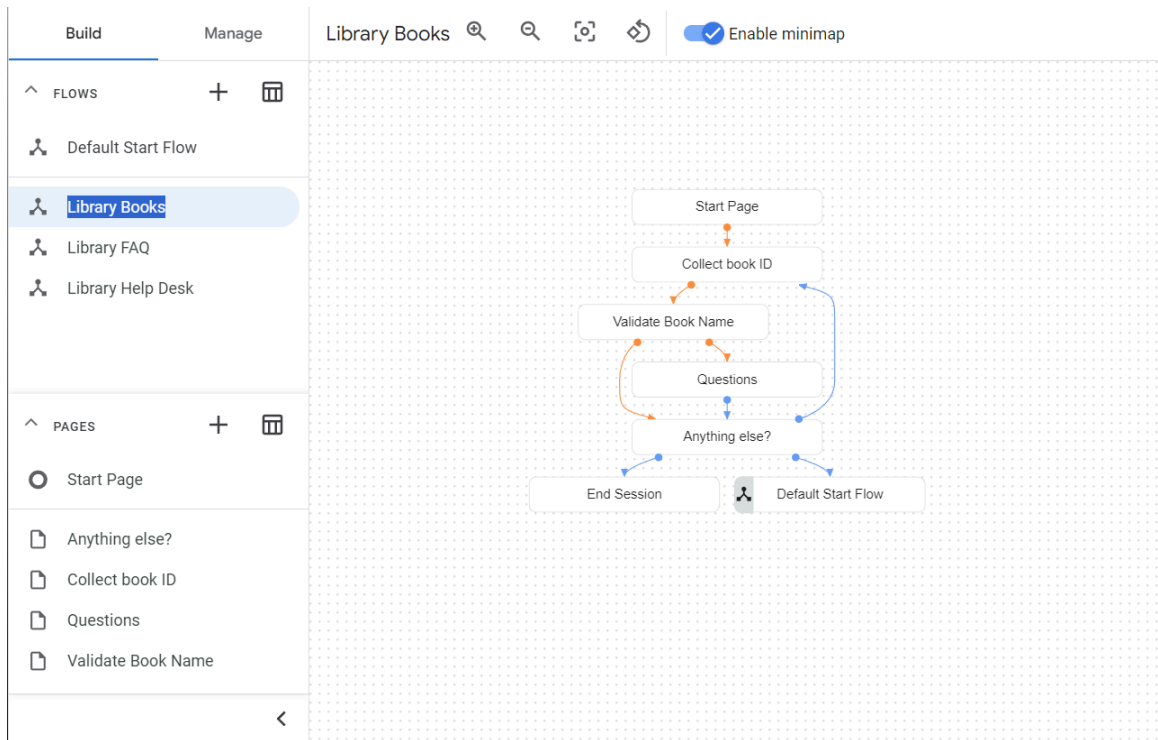 Build
Manage
Library Books
Enable minimap
FLOWS
Default Start Flow
Library Books
Library FAQ
Library Help Desk
PAGES
Start Page
Anything else?
Collect book ID
Questions
Validate Book Name
Start Page
Collect book ID
Validate Book Name
Questions
Anything else?
End Session
Default Start Flow